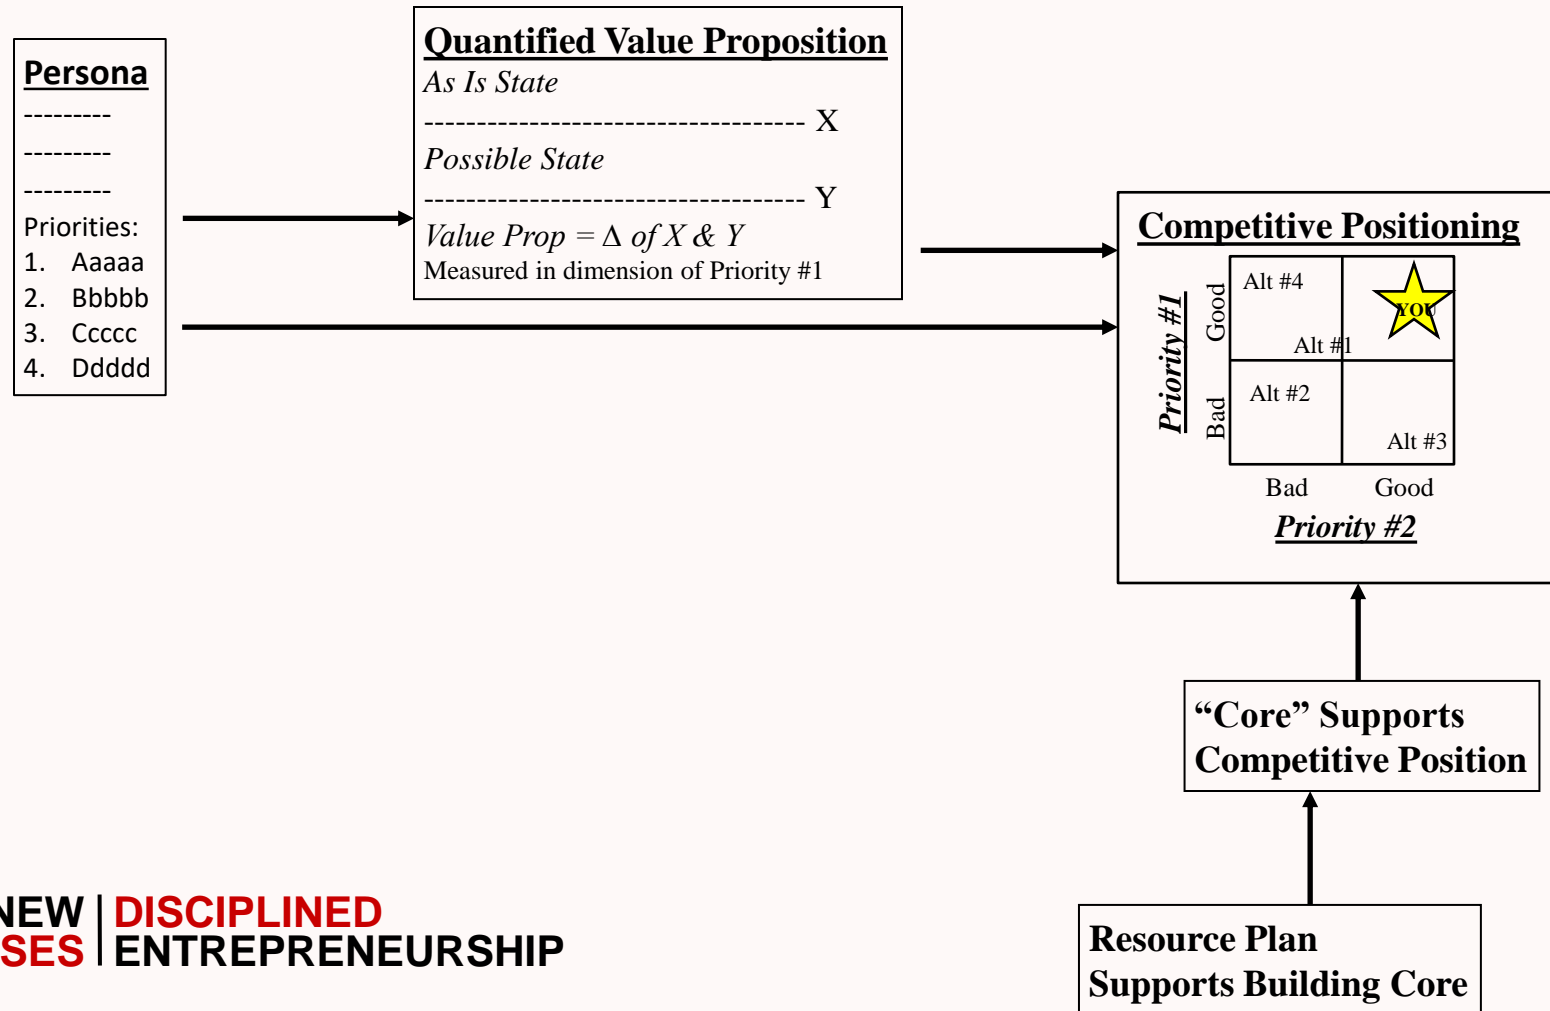 Persona
---------
---------
---------
Priorities:
1. Aaaaa
2. Bbbbb
3. Ccccc
4. Ddddd
Quantified Value Proposition
As Is State
------------------------------------ X
Possible State
------------------------------------ Y
Value Prop = Δ of X & Y
Measured in dimension of Priority #1
Competitive Positioning
Priority #1
Good
Bad
Alt #4
YOU
Alt #1
Alt #2
Alt #3
Bad Good
Priority #2
“Core” Supports
Competitive Position
Resource Plan
Supports Building Core
NEW
SES
DISCIPLINED
ENTREPRENEURSHIP